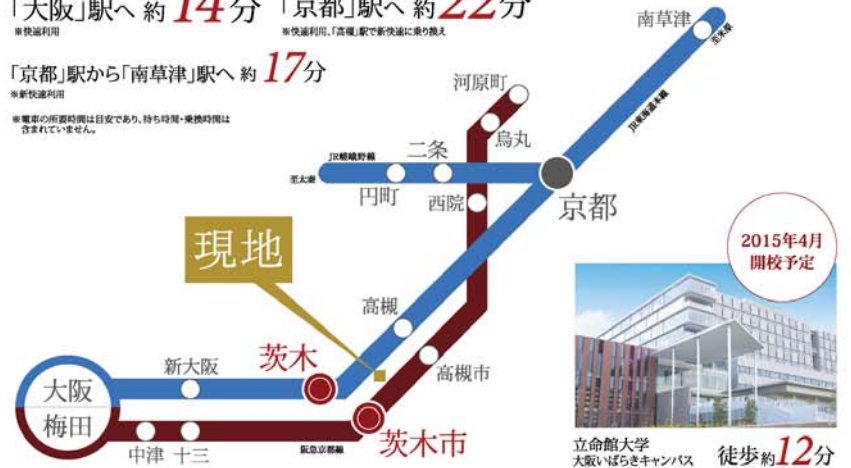 「大阪」駅へ 約14分 「京都」駅へ 約22分
※快速利用 ※快速利用、「高槻」駅で新快速に乗り換え
「京都」駅から「南草津」駅へ 約17分
※新快速利用
※電車の所要時間は目安であり、待ち時間・乗換時間は
含まれていません。
南草津
至米原
JR東海道本線
河原町
烏丸
JR嵯峨野線
二条
至太秦
円町
西院
京都
現地
2015年4月
開校予定
高槻
新大阪
茨木
高槻市
大阪
梅田
中津
十三
阪急京都線
茨木市
立命館大学
大阪いばらきキャンパス 徒歩約12分